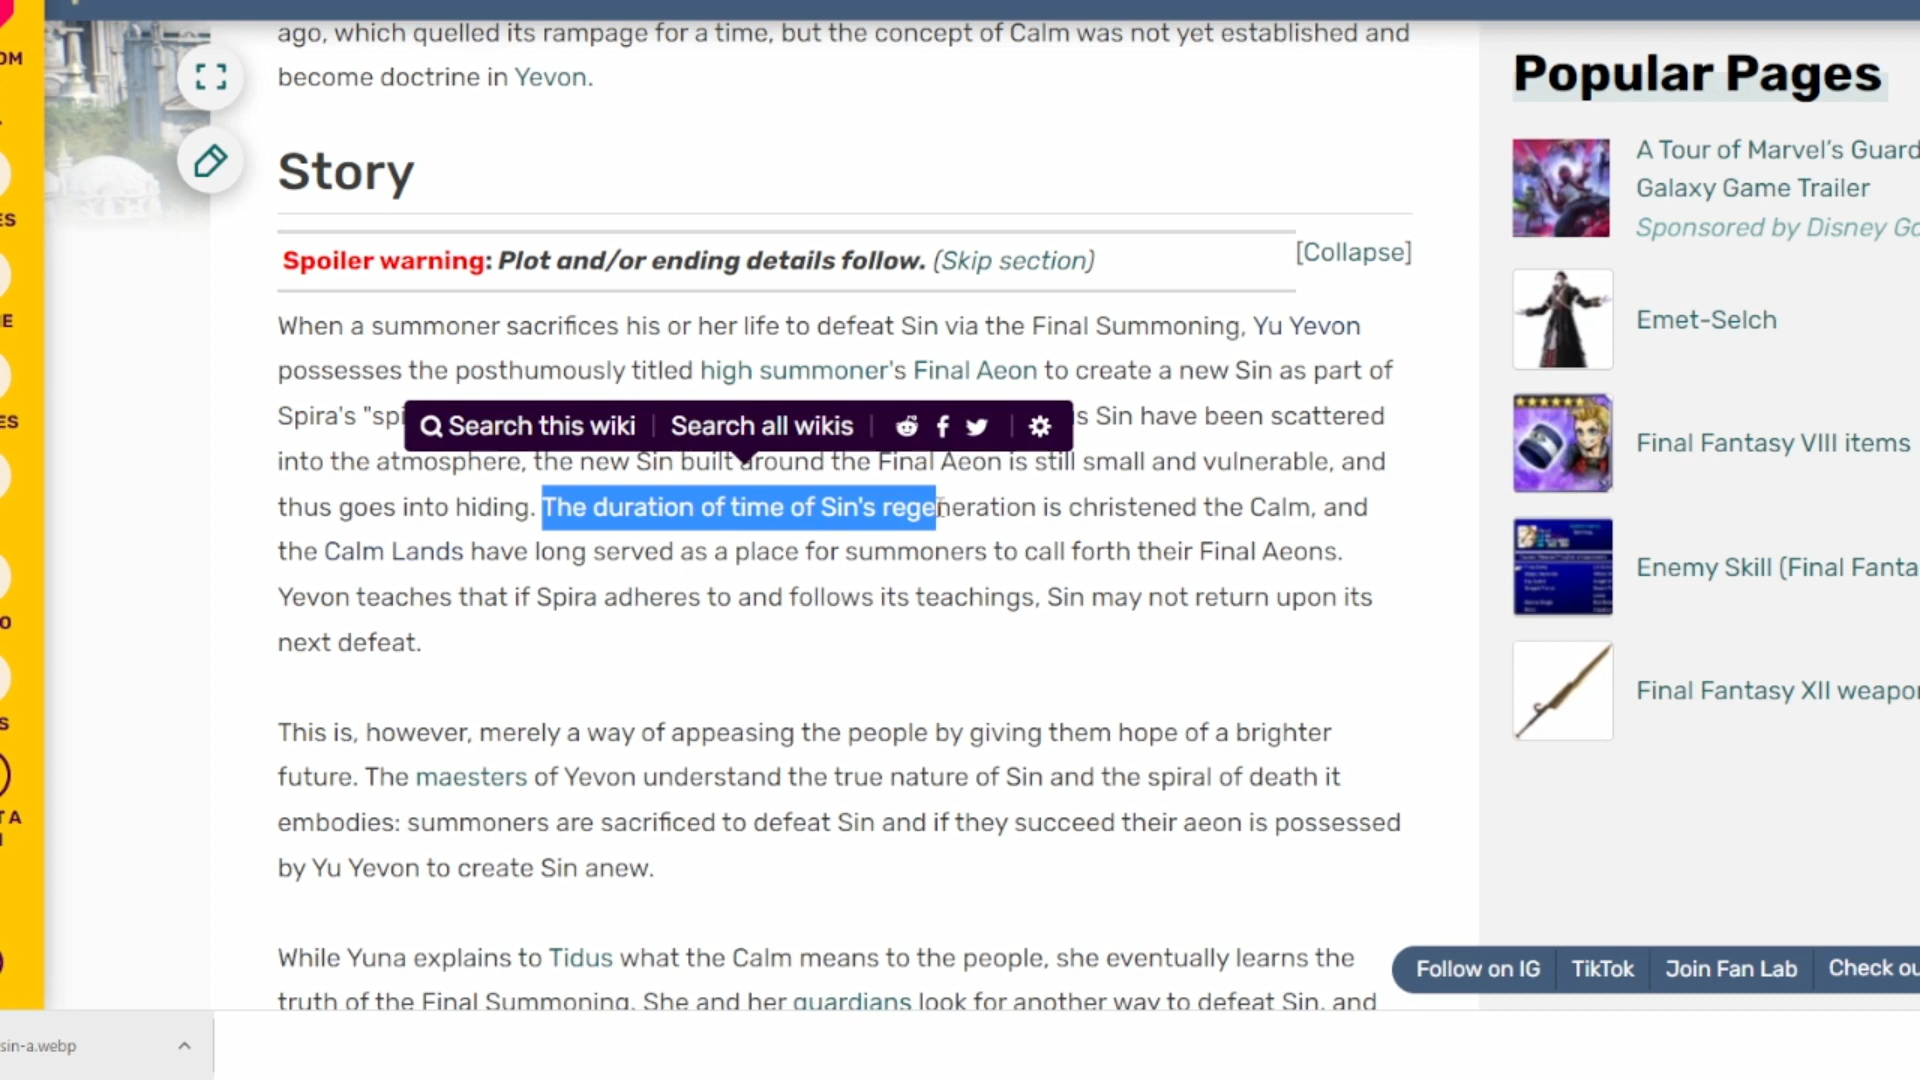 ago, which quelled its rampage for a time, but the concept of Calm was not yet established and
become doctrine in Yevon.
Story
Spoiler warning: Plot and/or ending details follow. (Skip section)
[Collapse]
When a summoner sacrifices his or her life to defeat Sin via the Final Summoning, Yu Yevon
possesses the posthumously titled high summoner's Final Aeon to create a new Sin as part of
Spira's "spi
s Sin have been scattered
Search this wiki
Search all wikis
into the atmosphere, the new Sin built around the Final Aeon is still small and vulnerable, and
thus goes into hiding. The duration of time of Sin's regeneration is christened the Calm, and
the Calm Lands have long served as a place for summoners to call forth their Final Aeons.
Yevon teaches that if Spira adheres to and follows its teachings, Sin may not return upon its
next defeat.
This is, however, merely a way of appeasing the people by giving them hope of a brighter
future. The maesters of Yevon understand the true nature of Sin and the spiral of death it
embodies: summoners are sacrificed to defeat Sin and if they succeed their aeon is possessed
by Yu Yevon to create Sin anew.
While Yuna explains to Tidus what the Calm means to the people, she eventually learns the
truth of the Final Summoning. She and her guardians look for another way to defeat Sin, and
Popular Pages
A Tour of Marvel's Guard
Galaxy Game Trailer
Sponsored by Disney Ga
Emet-Selch
Final Fantasy VIII items
Enemy Skill (Final Fanta
Final Fantasy XII weapo
Follow on IG
TikTok
Join Fan Lab
Check ou
OM
ES
E
ES
O
S
T A
sin-a.webp